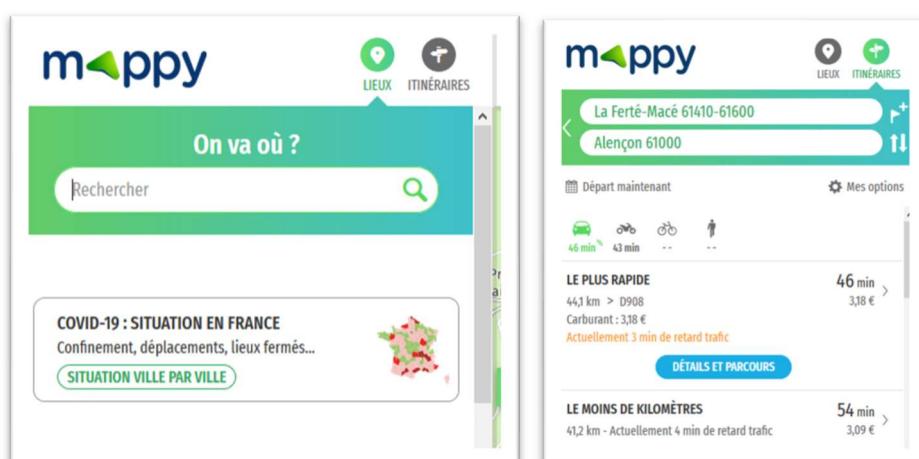 mappy
LIEUX
ITINÉRAIRES
On va où ?
Rechercher
COVID-19 : SITUATION EN FRANCE
Confinement, déplacements, lieux fermés...
SITUATION VILLE PAR VILLE
mappy
LIEUX
ITINÉRAIRES
La Ferté-Macé 61410-61600
Alençon 61000
Départ maintenant
Mes options
46 min
43 min
- -
- -
LE PLUS RAPIDE
46 min
44,1 km > D908
3,18 €
Carburant : 3,18 €
Actuellement 3 min de retard trafic
DÉTAILS ET PARCOURS
LE MOINS DE KILOMÈTRES
54 min
41,2 km - Actuellement 4 min de retard trafic
3,09 €